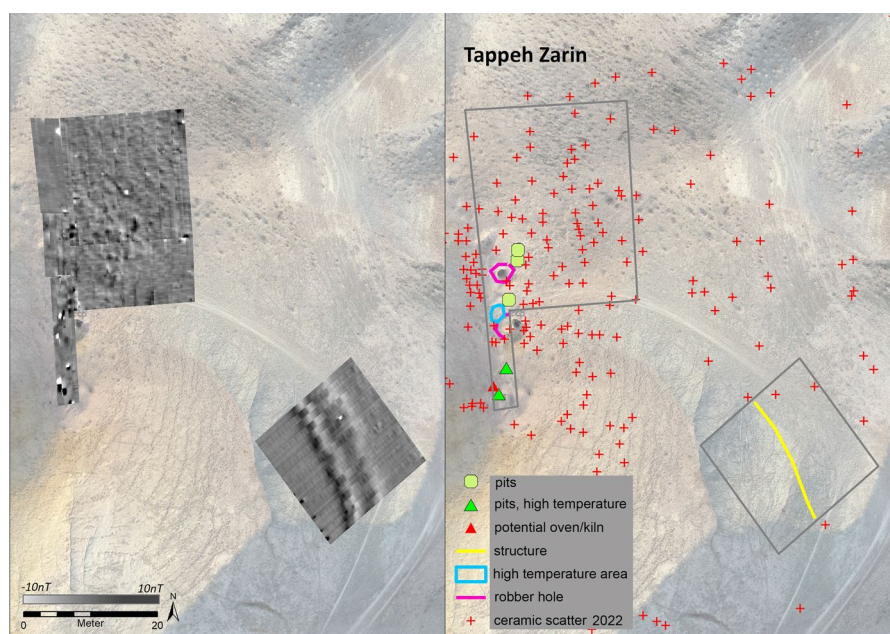 Tappeh Zarin
pits
pits, high temperature
potential oven/kiln
structure
high temperature area
robber hole
ceramic scatter 2022
-10nT 10nT
N
Meter
0 20